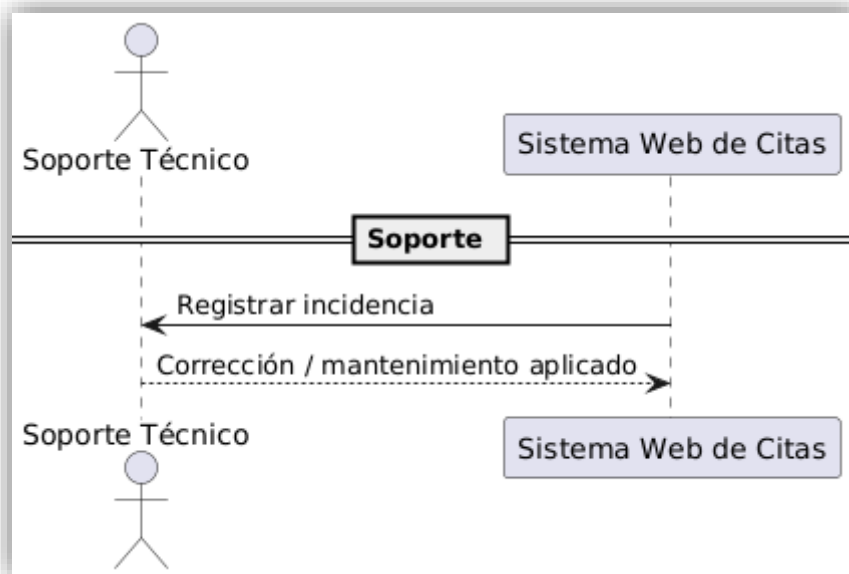 Soporte Técnico
Sistema Web de Citas
Soporte
Registrar incidencia
Corrección / mantenimiento aplicado
Soporte Técnico
Sistema Web de Citas